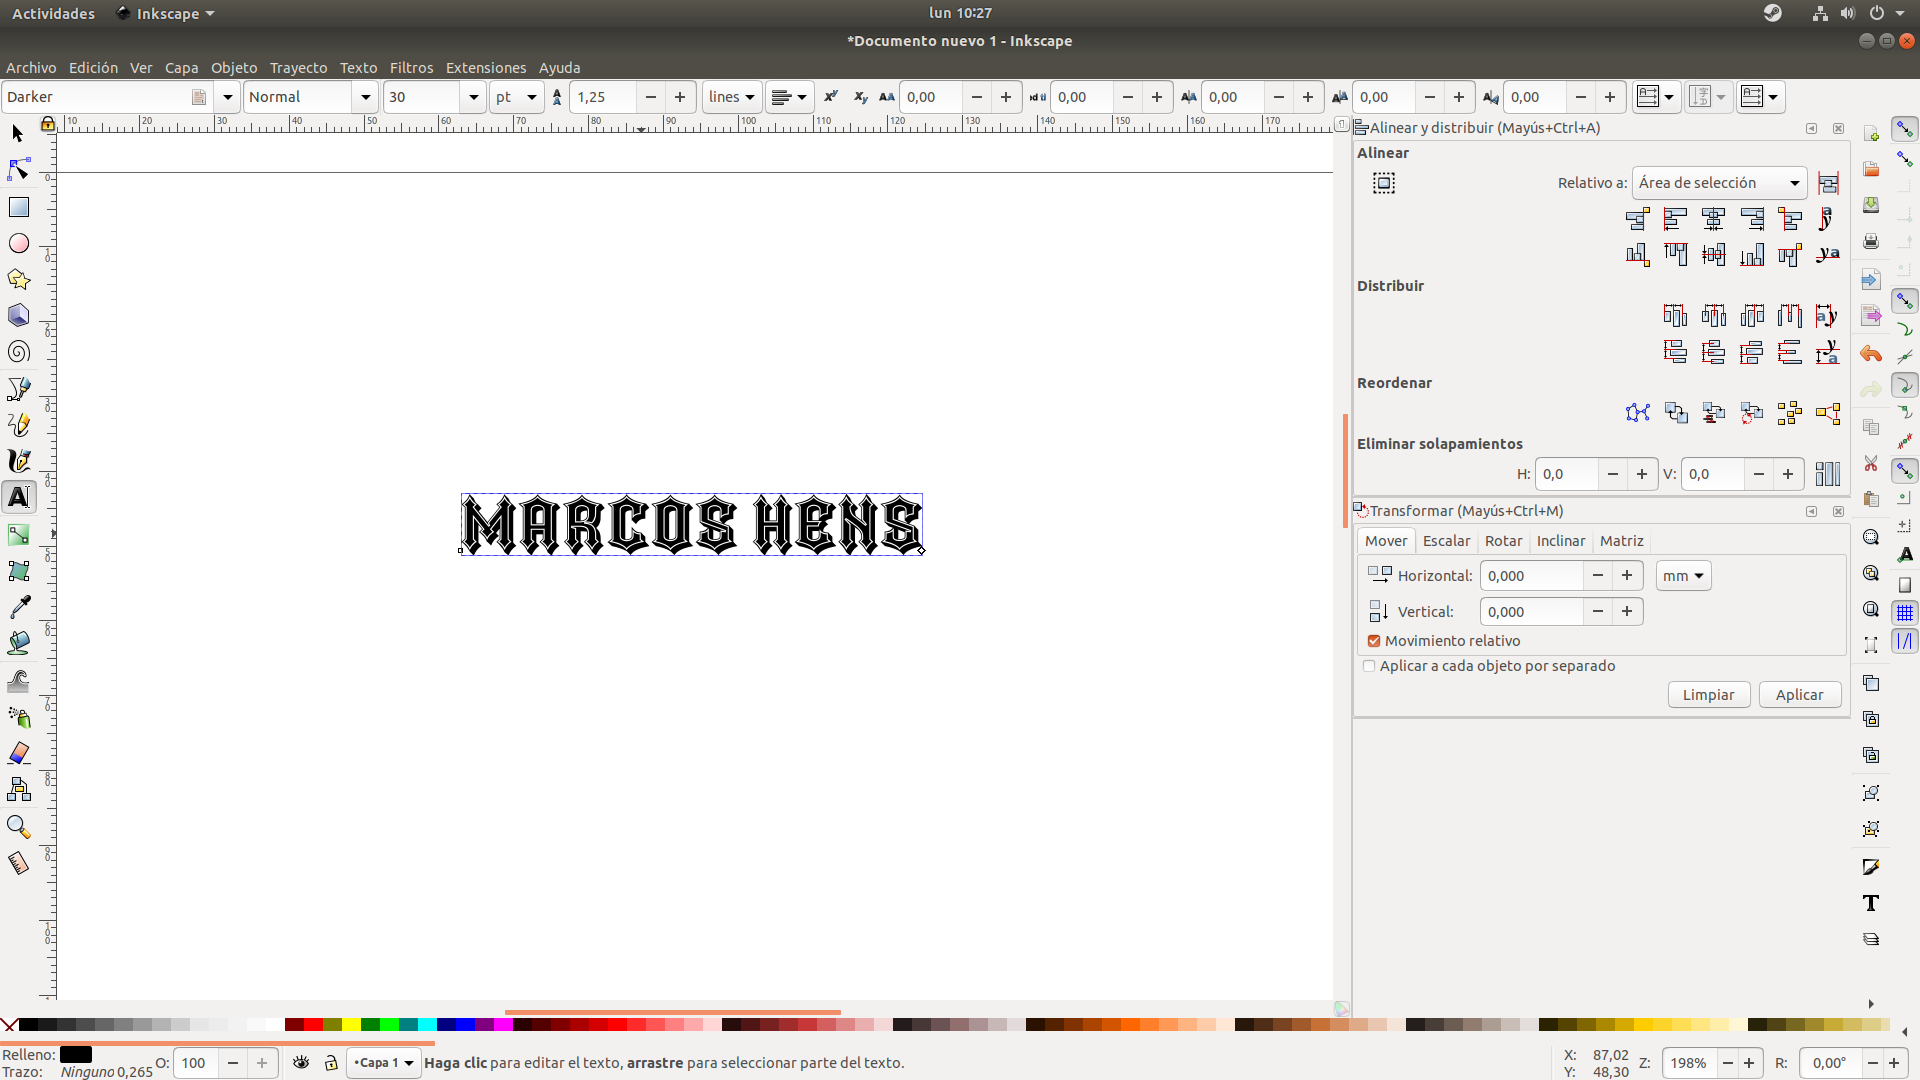 Actividades Inkscape lun 10:27
*Documento nuevo 1 - Inkscape
Archivo Edición Ver Capa Objeto Trayecto Texto Filtros Extensiones Ayuda
Darker Normal 30 pt 1,25 lines 0,00 0,00 0,00 0,00 0,00
10 20 30 40 50 60 70 80 90 100 110 120 130 140 150 160 170
Alinear y distribuir (Mayús+Ctrl+A)
Alinear
Relativo a: Área de selección
Distribuir
Reordenar
Eliminar solapamientos
H: 0,0 V: 0,0
MARCOS HENS
Transformar (Mayús+Ctrl+M)
Mover Escalar Rotar Inclinar Matriz
Horizontal: 0,000 mm
Vertical: 0,000
Movimiento relativo
Aplicar a cada objeto por separado
Limpiar Aplicar
Relleno:
Trazo: Ninguno 0,265
O: 100 •Capa 1 Haga clic para editar el texto, arrastre para seleccionar parte del texto.
X: 87,02
Y: 48,30
Z: 198% R: 0,00°